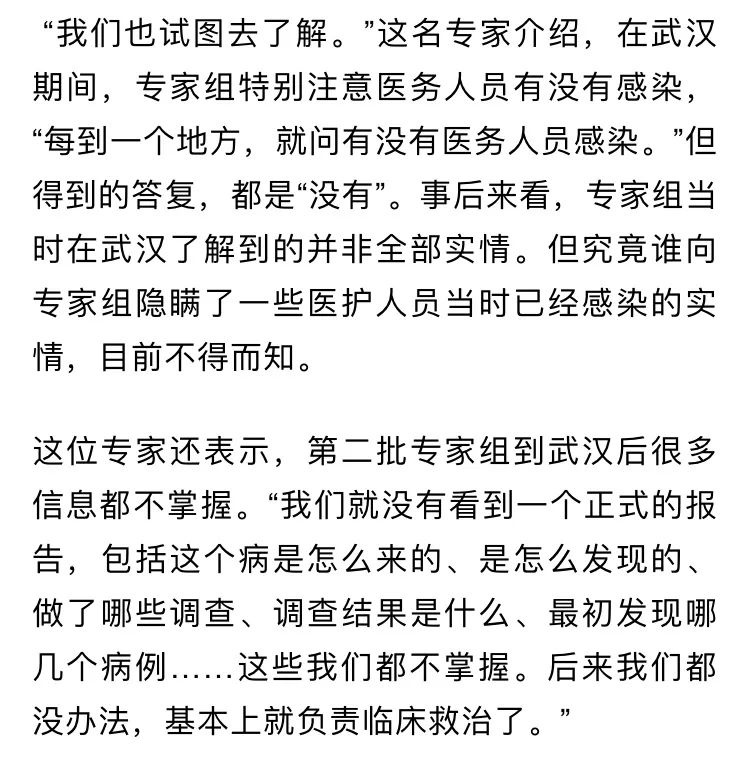 “我们也试图去了解。”这名专家介绍，在武汉
期间，专家组特别注意医务人员有没有感染，
“每到一个地方，就问有没有医务人员感染。”但
得到的答复，都是“没有”。事后来看，专家组当
时在武汉了解到的并非全部实情。但究竟谁向
专家组隐瞒了一些医护人员当时已经感染的实
情，目前不得而知。
这位专家还表示，第二批专家组到武汉后很多
信息都不掌握。“我们就没有看到一个正式的报
告，包括这个病是怎么来的、是怎么发现的、
做了哪些调查、调查结果是什么、最初发现哪
几个病例……这些我们都不掌握。后来我们都
没办法，基本上就负责临床救治了。”